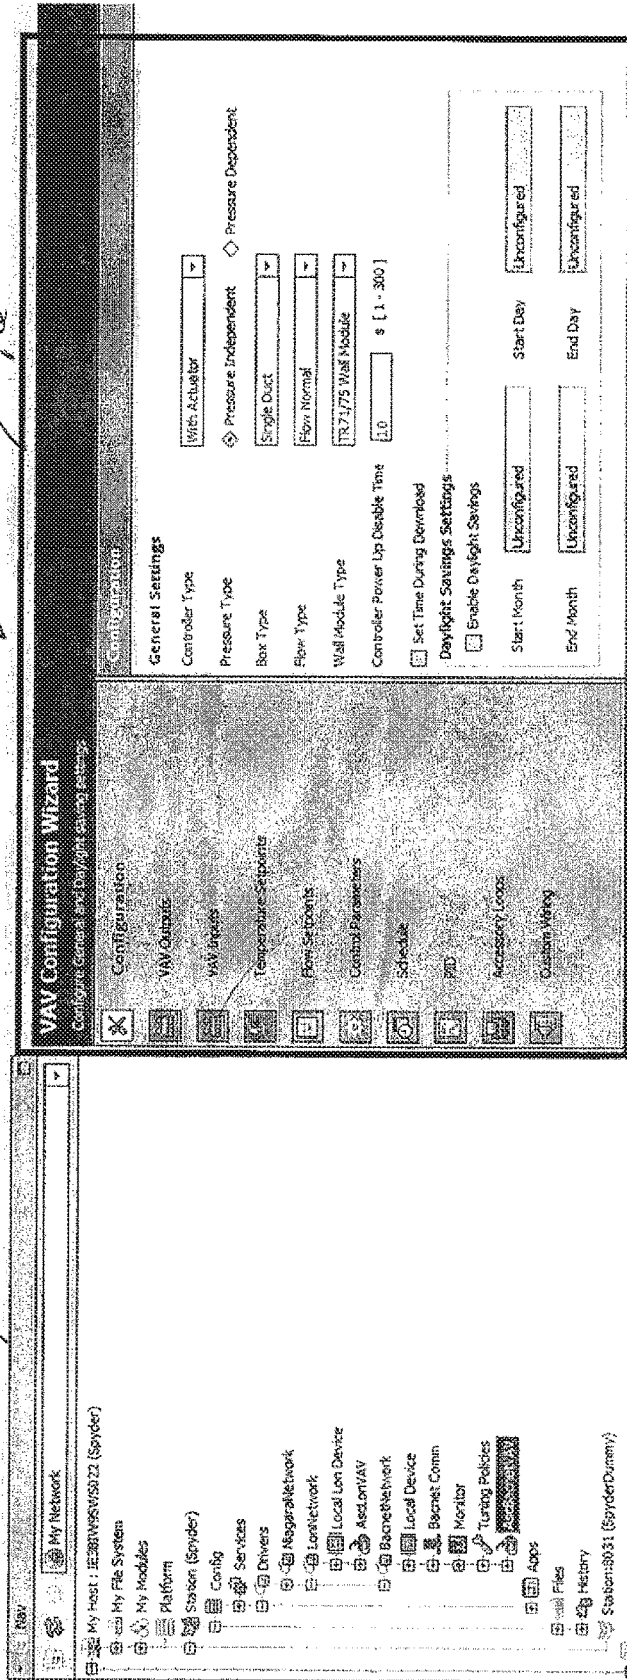 Nav
My Network
My Host : IE281W9SWS022 (Spyder)
My File System
My Modules
Platform
Station (Spyder)
Config
Services
Drivers
NiagaraNetwork
LonNetwork
Local Lon Device
AscLonVAV
BacnetNetwork
Local Device
Bacnet Comm
Monitor
Tuning Policies
Apps
Files
History
Station:8031 (SpyderDummy)
VAV Configuration Wizard
Configure General and Daylight Saving settings
Configuration
VAV Outputs
VAV Inputs
Temperature Setpoints
Flow Setpoints
Control Parameters
Schedule
PID
Accessory Loops
Custom Wiring
Configuration
General Settings
Controller Type With Actuator
Pressure Type Pressure Independent Pressure Dependent
Box Type Single Duct
Flow Type Flow Normal
Wall Module Type TR71/75 Wall Module
Controller Power Up Disable Time 10 s [ 1 - 300 ]
Set Time During Download
Daylight Savings Settings
Enable Daylight Savings
Start Month Unconfigured Start Day Unconfigured
End Month Unconfigured End Day Unconfigured